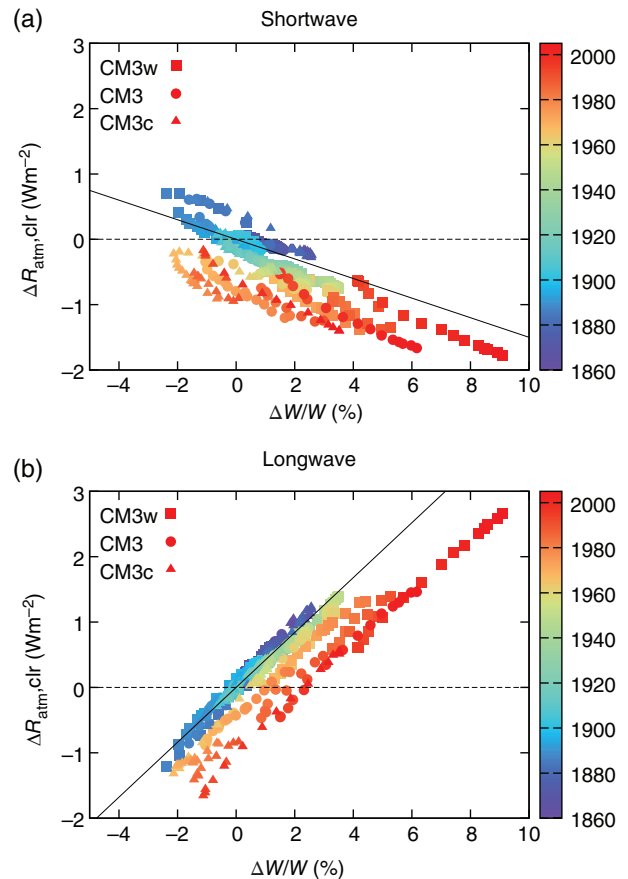 (a)
Shortwave
CM3w
CM3
CM3c
3
2
1
0
−1
−2
ΔR_atm,clr (Wm⁻²)
−4 −2 0 2 4 6 8 10
ΔW/W (%)
2000
1980
1960
1940
1920
1900
1880
1860
(b)
Longwave
CM3w
CM3
CM3c
3
2
1
0
−1
−2
ΔR_atm,clr (Wm⁻²)
−4 −2 0 2 4 6 8 10
ΔW/W (%)
2000
1980
1960
1940
1920
1900
1880
1860